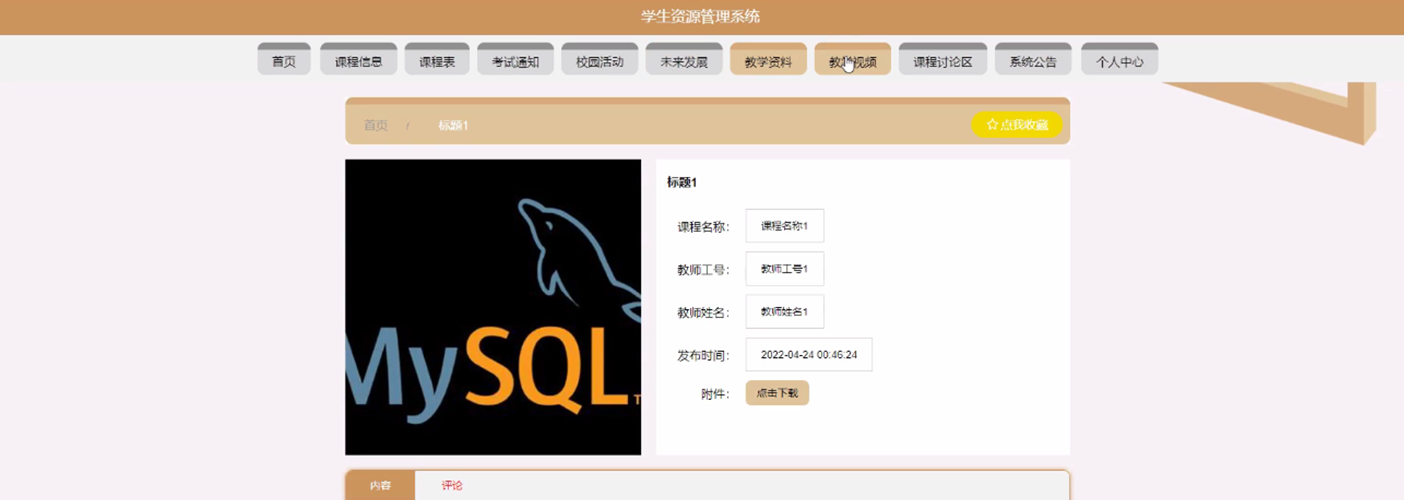 学生资源管理系统
首页 课程信息 课程表 考试通知 校园活动 未来发展 教学资料 教学视频 课程讨论区 系统公告 个人中心
首页 / 标题1 ☆点我收藏
MySQL
标题1
课程名称： 课程名称1
教师工号： 教师工号1
教师姓名： 教师姓名1
发布时间： 2022-04-24 00:46:24
附件： 点击下载
内容 评论